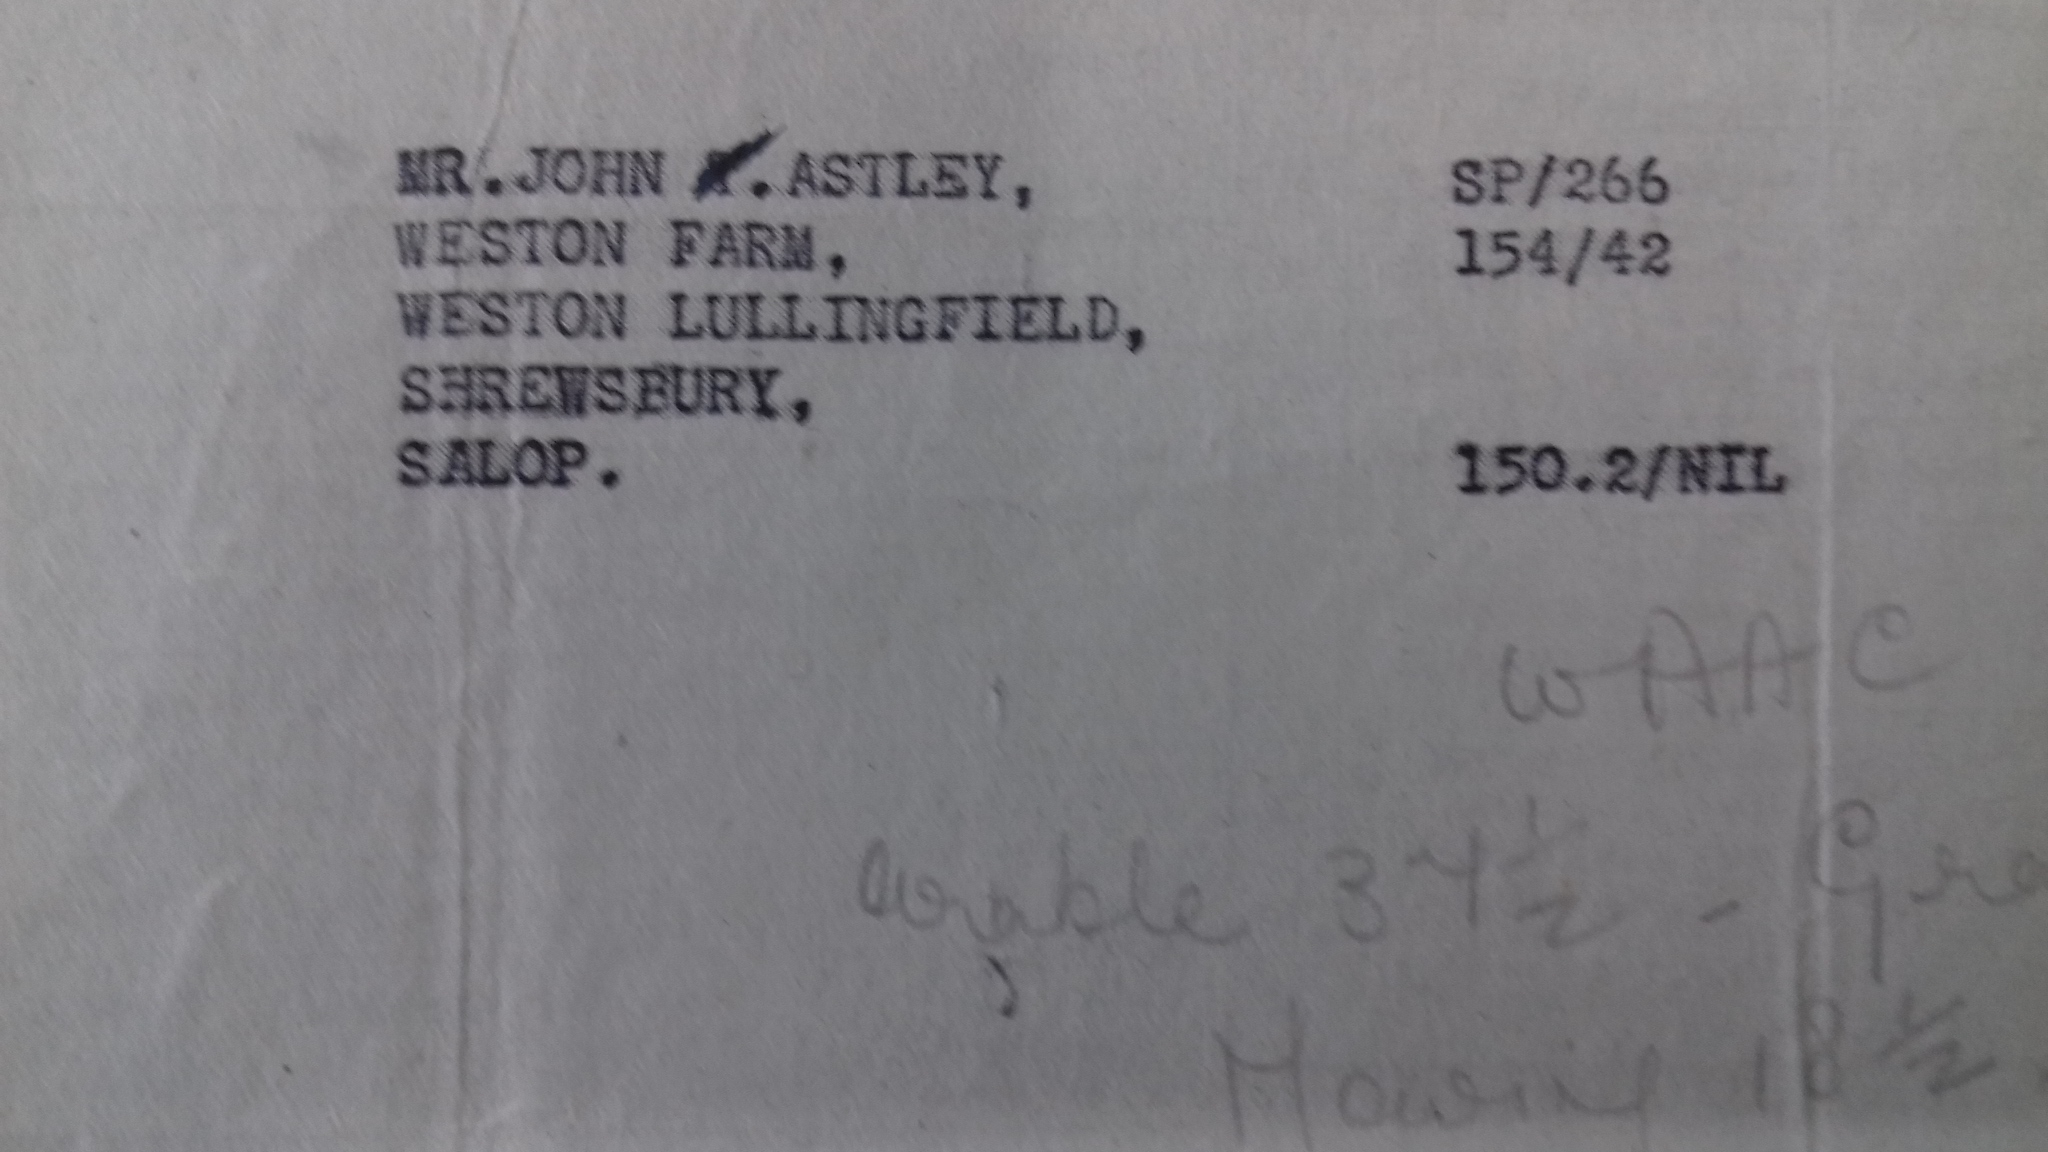 MR.JOHN . ASTLEY, SP/266
WESTON FARM, 154/42
WESTON LULLINGFIELD,
SHREWSBURY,
SALOP. 150.2/NIL
WAAC
arable 34½ - Gra
Mowing 18½